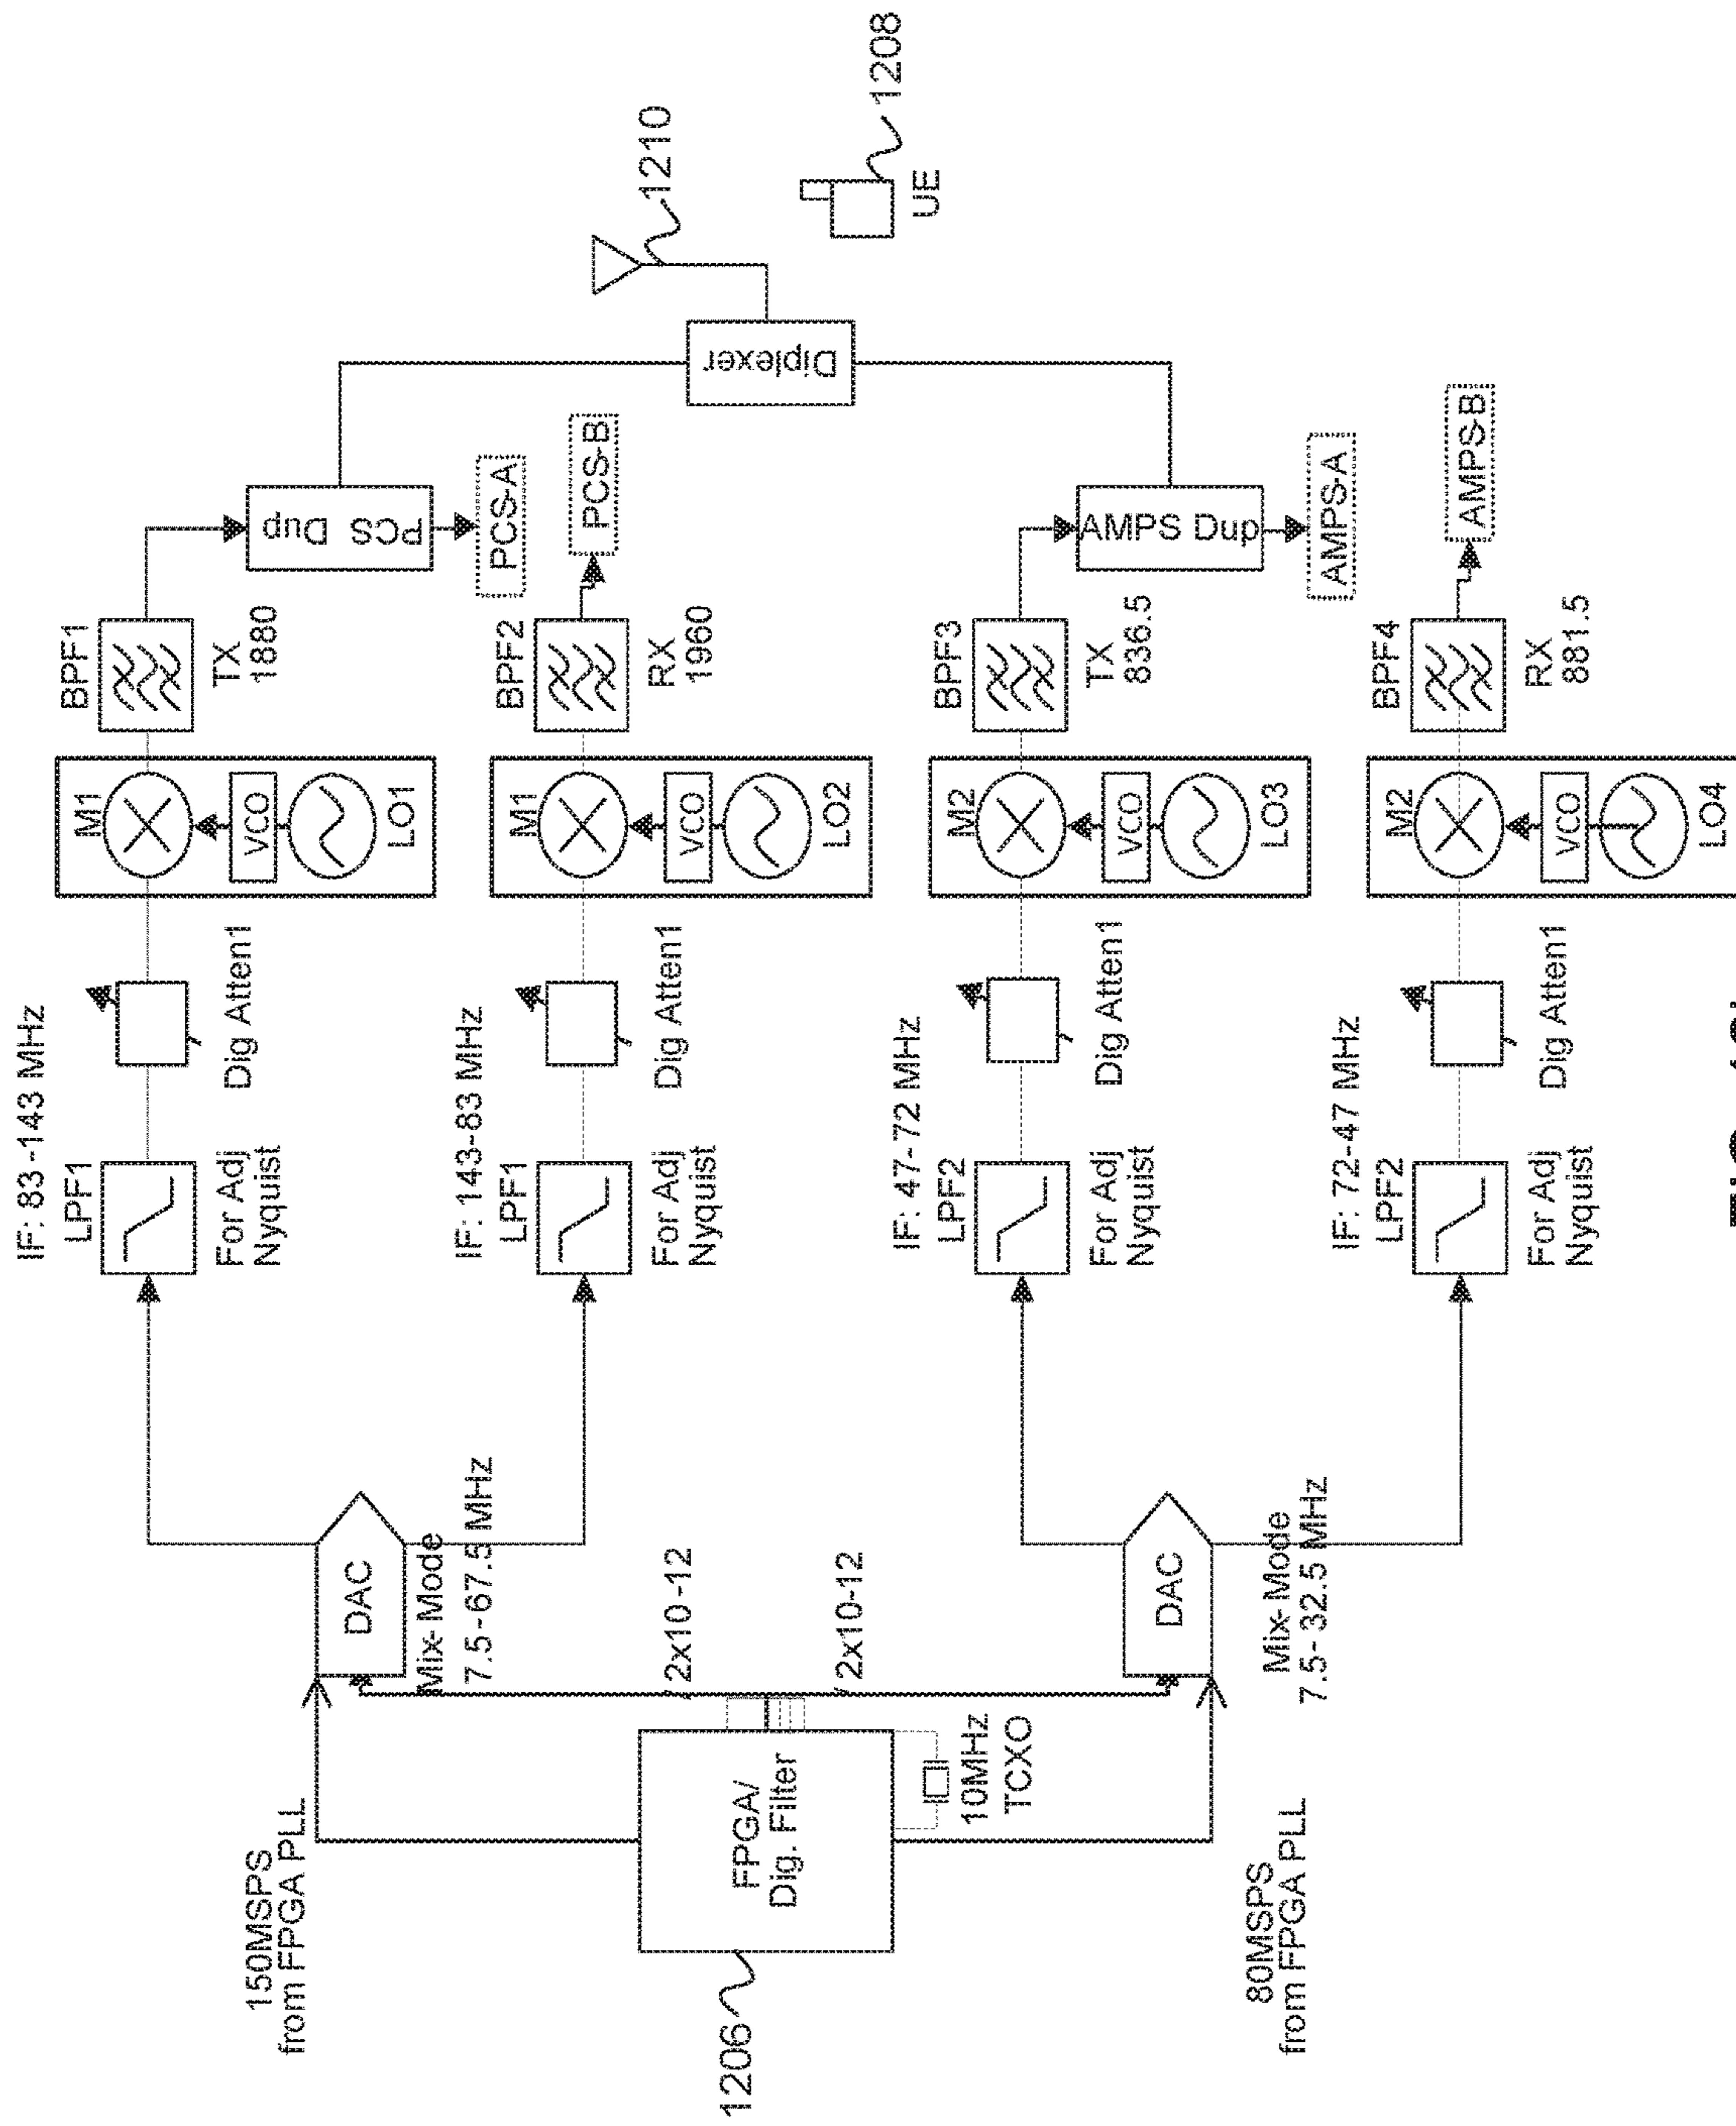 IF: 83-143 MHz
LPF1
For Adj
Nyquist
Dig Atten1
M1
VCO
LO1
BPF1
TX
1880
PCS Dup
PCS-A
150MSPS
from FPGA PLL
DAC
Mix-Mode
7.5-67.5 MHz
IF: 143-83 MHz
LPF1
For Adj
Nyquist
Dig Atten1
M1
VCO
LO2
BPF2
RX
1960
PCS-B
Diplexer
1210
UE
1208
2x10-12
2x10-12
1206
FPGA/
Dig. Filter
10MHz
TCXO
IF: 47-72 MHz
LPF2
For Adj
Nyquist
Dig Atten1
M2
VCO
LO3
BPF3
TX
836.5
AMPS Dup
AMPS-A
80MSPS
from FPGA PLL
DAC
Mix-Mode
7.5-32.5 MHz
IF: 72-47 MHz
LPF2
For Adj
Nyquist
Dig Atten1
M2
VCO
LO4
BPF4
RX
881.5
AMPS-B